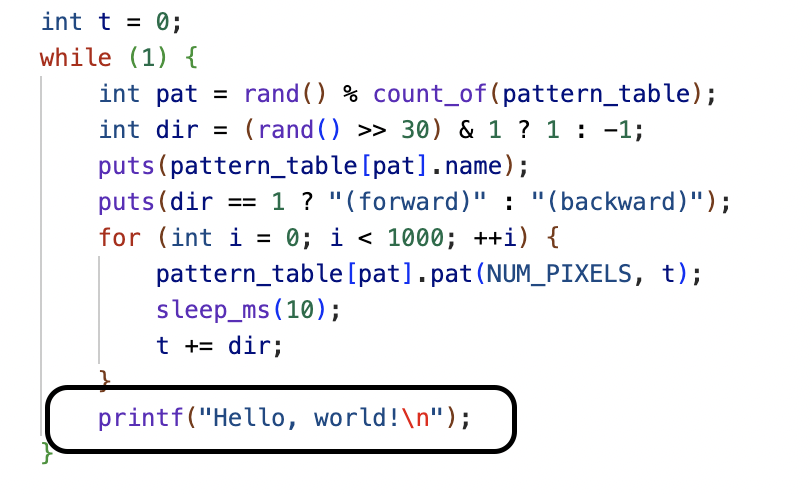 int t = 0;
while (1) {
    int pat = rand() % count_of(pattern_table);
    int dir = (rand() >> 30) & 1 ? 1 : -1;
    puts(pattern_table[pat].name);
    puts(dir == 1 ? "(forward)" : "(backward)");
    for (int i = 0; i < 1000; ++i) {
        pattern_table[pat].pat(NUM_PIXELS, t);
        sleep_ms(10);
        t += dir;
    }
    printf("Hello, world!\n");
}